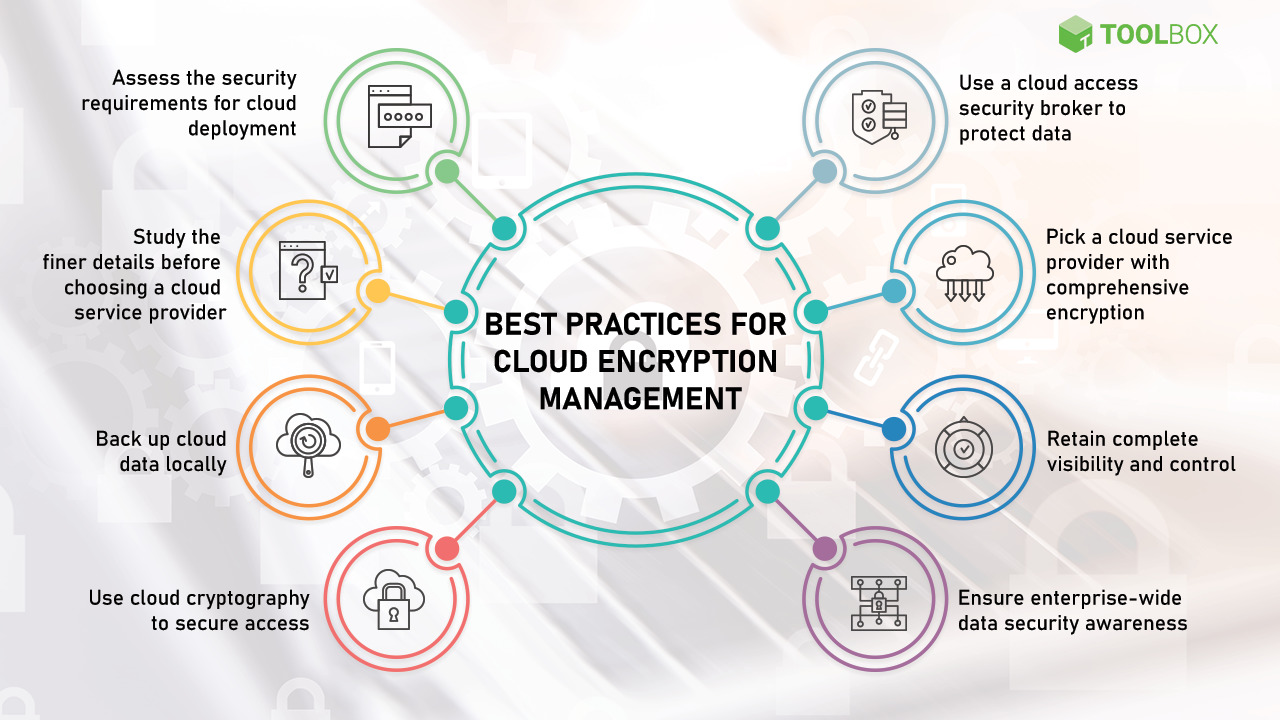 TOOLBOX
Assess the security
requirements for cloud
deployment
Study the
finer details before
choosing a cloud
service provider
Back up cloud
data locally
Use cloud cryptography
to secure access
BEST PRACTICES FOR
CLOUD ENCRYPTION
MANAGEMENT
Use a cloud access
security broker to
protect data
Pick a cloud service
provider with
comprehensive
encryption
Retain complete
visibility and control
Ensure enterprise-wide
data security awareness